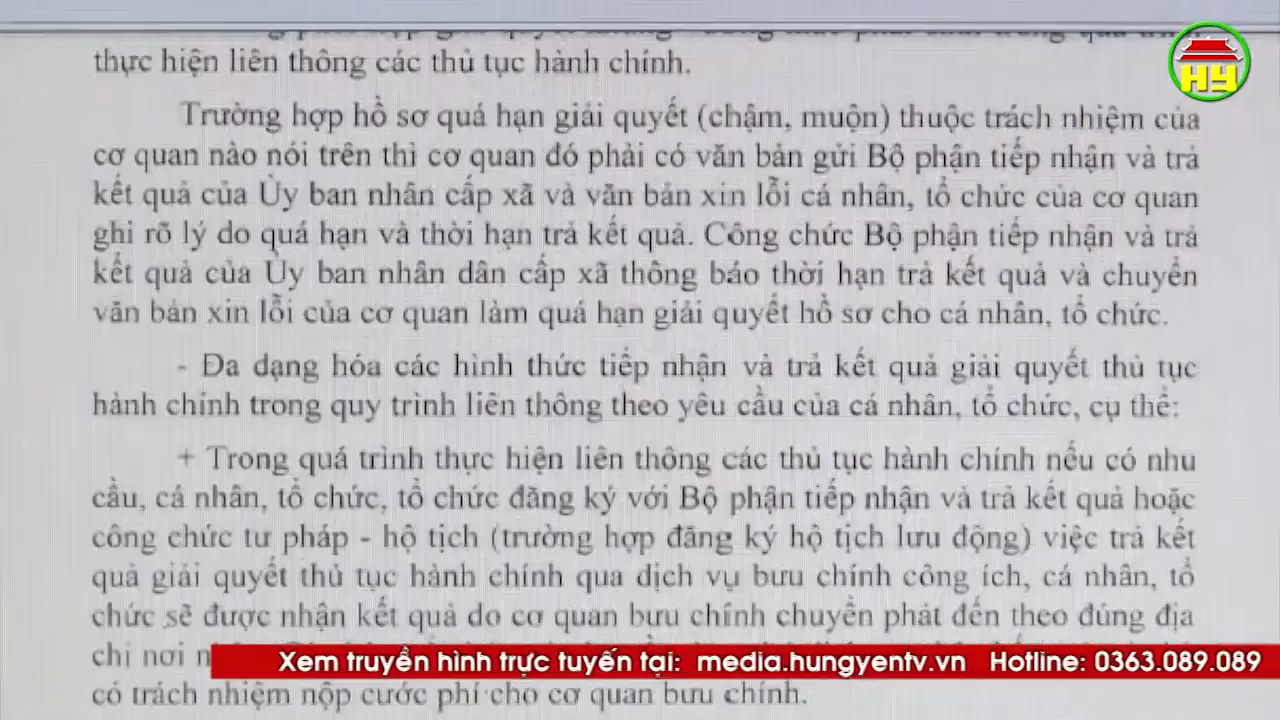 thực hiện liên thông các thủ tục hành chính.
HY
Trường hợp hồ sơ quá hạn giải quyết (chậm, muộn) thuộc trách nhiệm của
cơ quan nào nói trên thì cơ quan đó phải có văn bản gửi Bộ phận tiếp nhận và trả
kết quả của Ủy ban nhân cấp xã và văn bản xin lỗi cá nhân, tổ chức của cơ quan
ghi rõ lý do quá hạn và thời hạn trả kết quả. Công chức Bộ phận tiếp nhận và trả
kết quả của Ủy ban nhân dân cấp xã thông báo thời hạn trả kết quả và chuyển
văn bản xin lỗi của cơ quan làm quá hạn giải quyết hồ sơ cho cá nhân, tổ chức.
- Đa dạng hóa các hình thức tiếp nhận và trả kết quả giải quyết thủ tục
hành chính trong quy trình liên thông theo yêu cầu của cá nhân, tổ chức, cụ thể:
+ Trong quá trình thực hiện liên thông các thủ tục hành chính nếu có nhu
cầu, cá nhân, tổ chức, tổ chức đăng ký với Bộ phận tiếp nhận và trả kết quả hoặc
công chức tư pháp - hộ tịch (trường hợp đăng ký hộ tịch lưu động) việc trả kết
quả giải quyết thủ tục hành chính qua dịch vụ bưu chính công ích, cá nhân, tổ
chức sẽ được nhận kết quả do cơ quan bưu chính chuyển phát đến theo đúng địa
chỉ nơi
Xem truyền hình trực tuyến tại: media.hungyentv.vn Hotline: 0363.089.089
có trách nhiệm nộp cước phí cho cơ quan bưu chính.